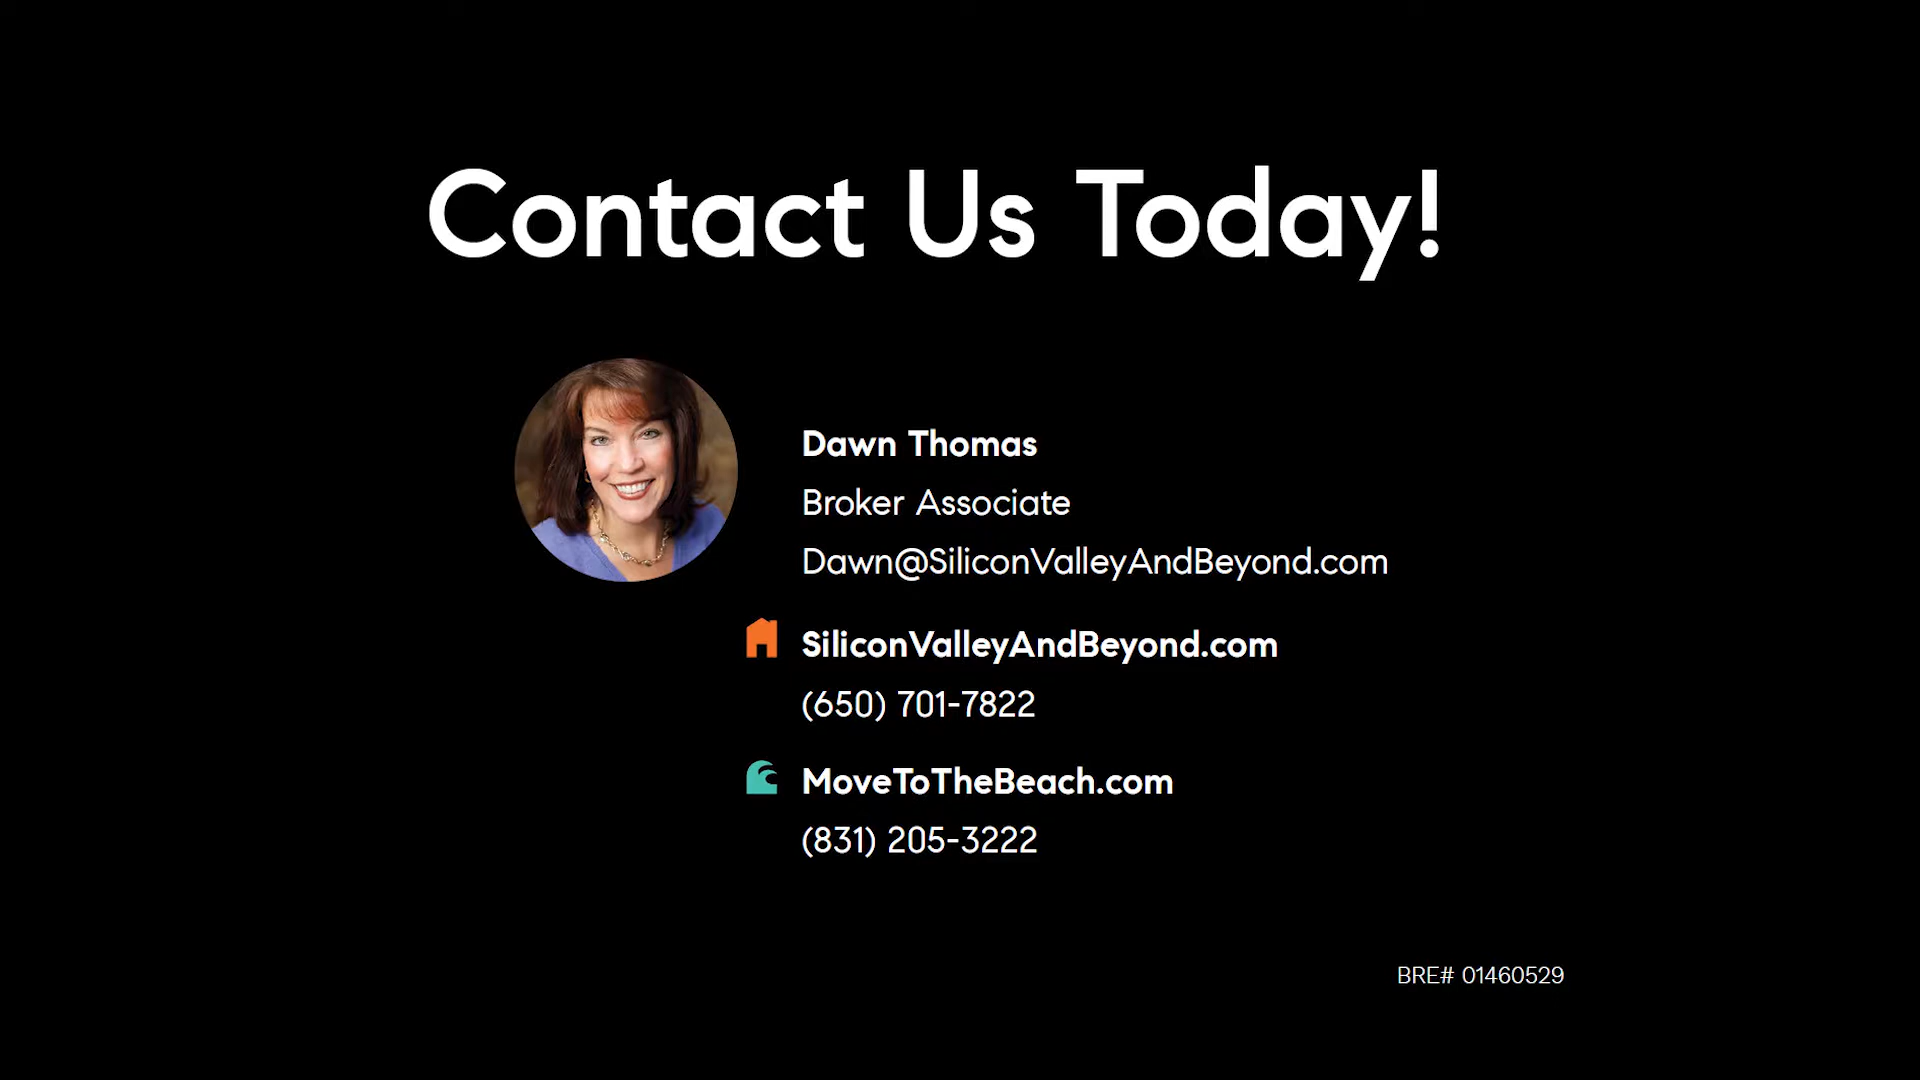 Contact Us Today!
Dawn Thomas
Broker Associate
Dawn@SiliconValleyAndBeyond.com
SiliconValleyAndBeyond.com
(650) 701-7822
MoveToTheBeach.com
(831) 205-3222
BRE# 01460529